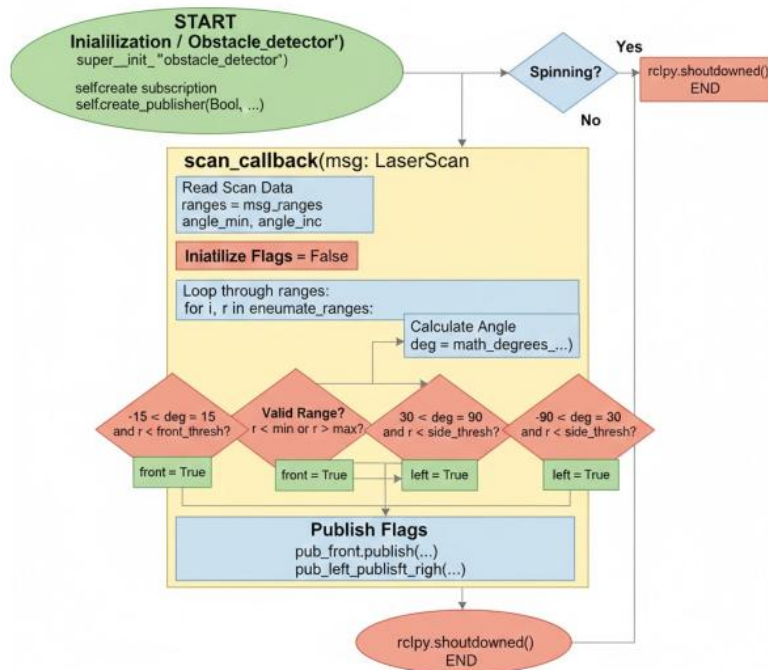 START
Inialilization / Obstacle_detector')
super__init_ "obstacle_detector")
self.create subscription
self.create_publisher(Bool, ...)
Spinning?
Yes
No
rclpy.shoutdowned()
END
scan_callback(msg: LaserScan
Read Scan Data
ranges = msg_ranges
angle_min, angle_inc
Iniatilize Flags = False
Loop through ranges:
for i, r in eneumate_ranges:
Calculate Angle
deg = math_degrees_...)
-15 < deg = 15
and r < front_thresh?
Valid Range?
r < min or r > max?
30 < deg = 90
and r < side_thresh?
-90 < deg = 30
and r < side_thresh?
front = True
front = True
left = True
left = True
Publish Flags
pub_front.publish(...)
pub_left_publisft_righ(...)
rclpy.shoutdowned()
END